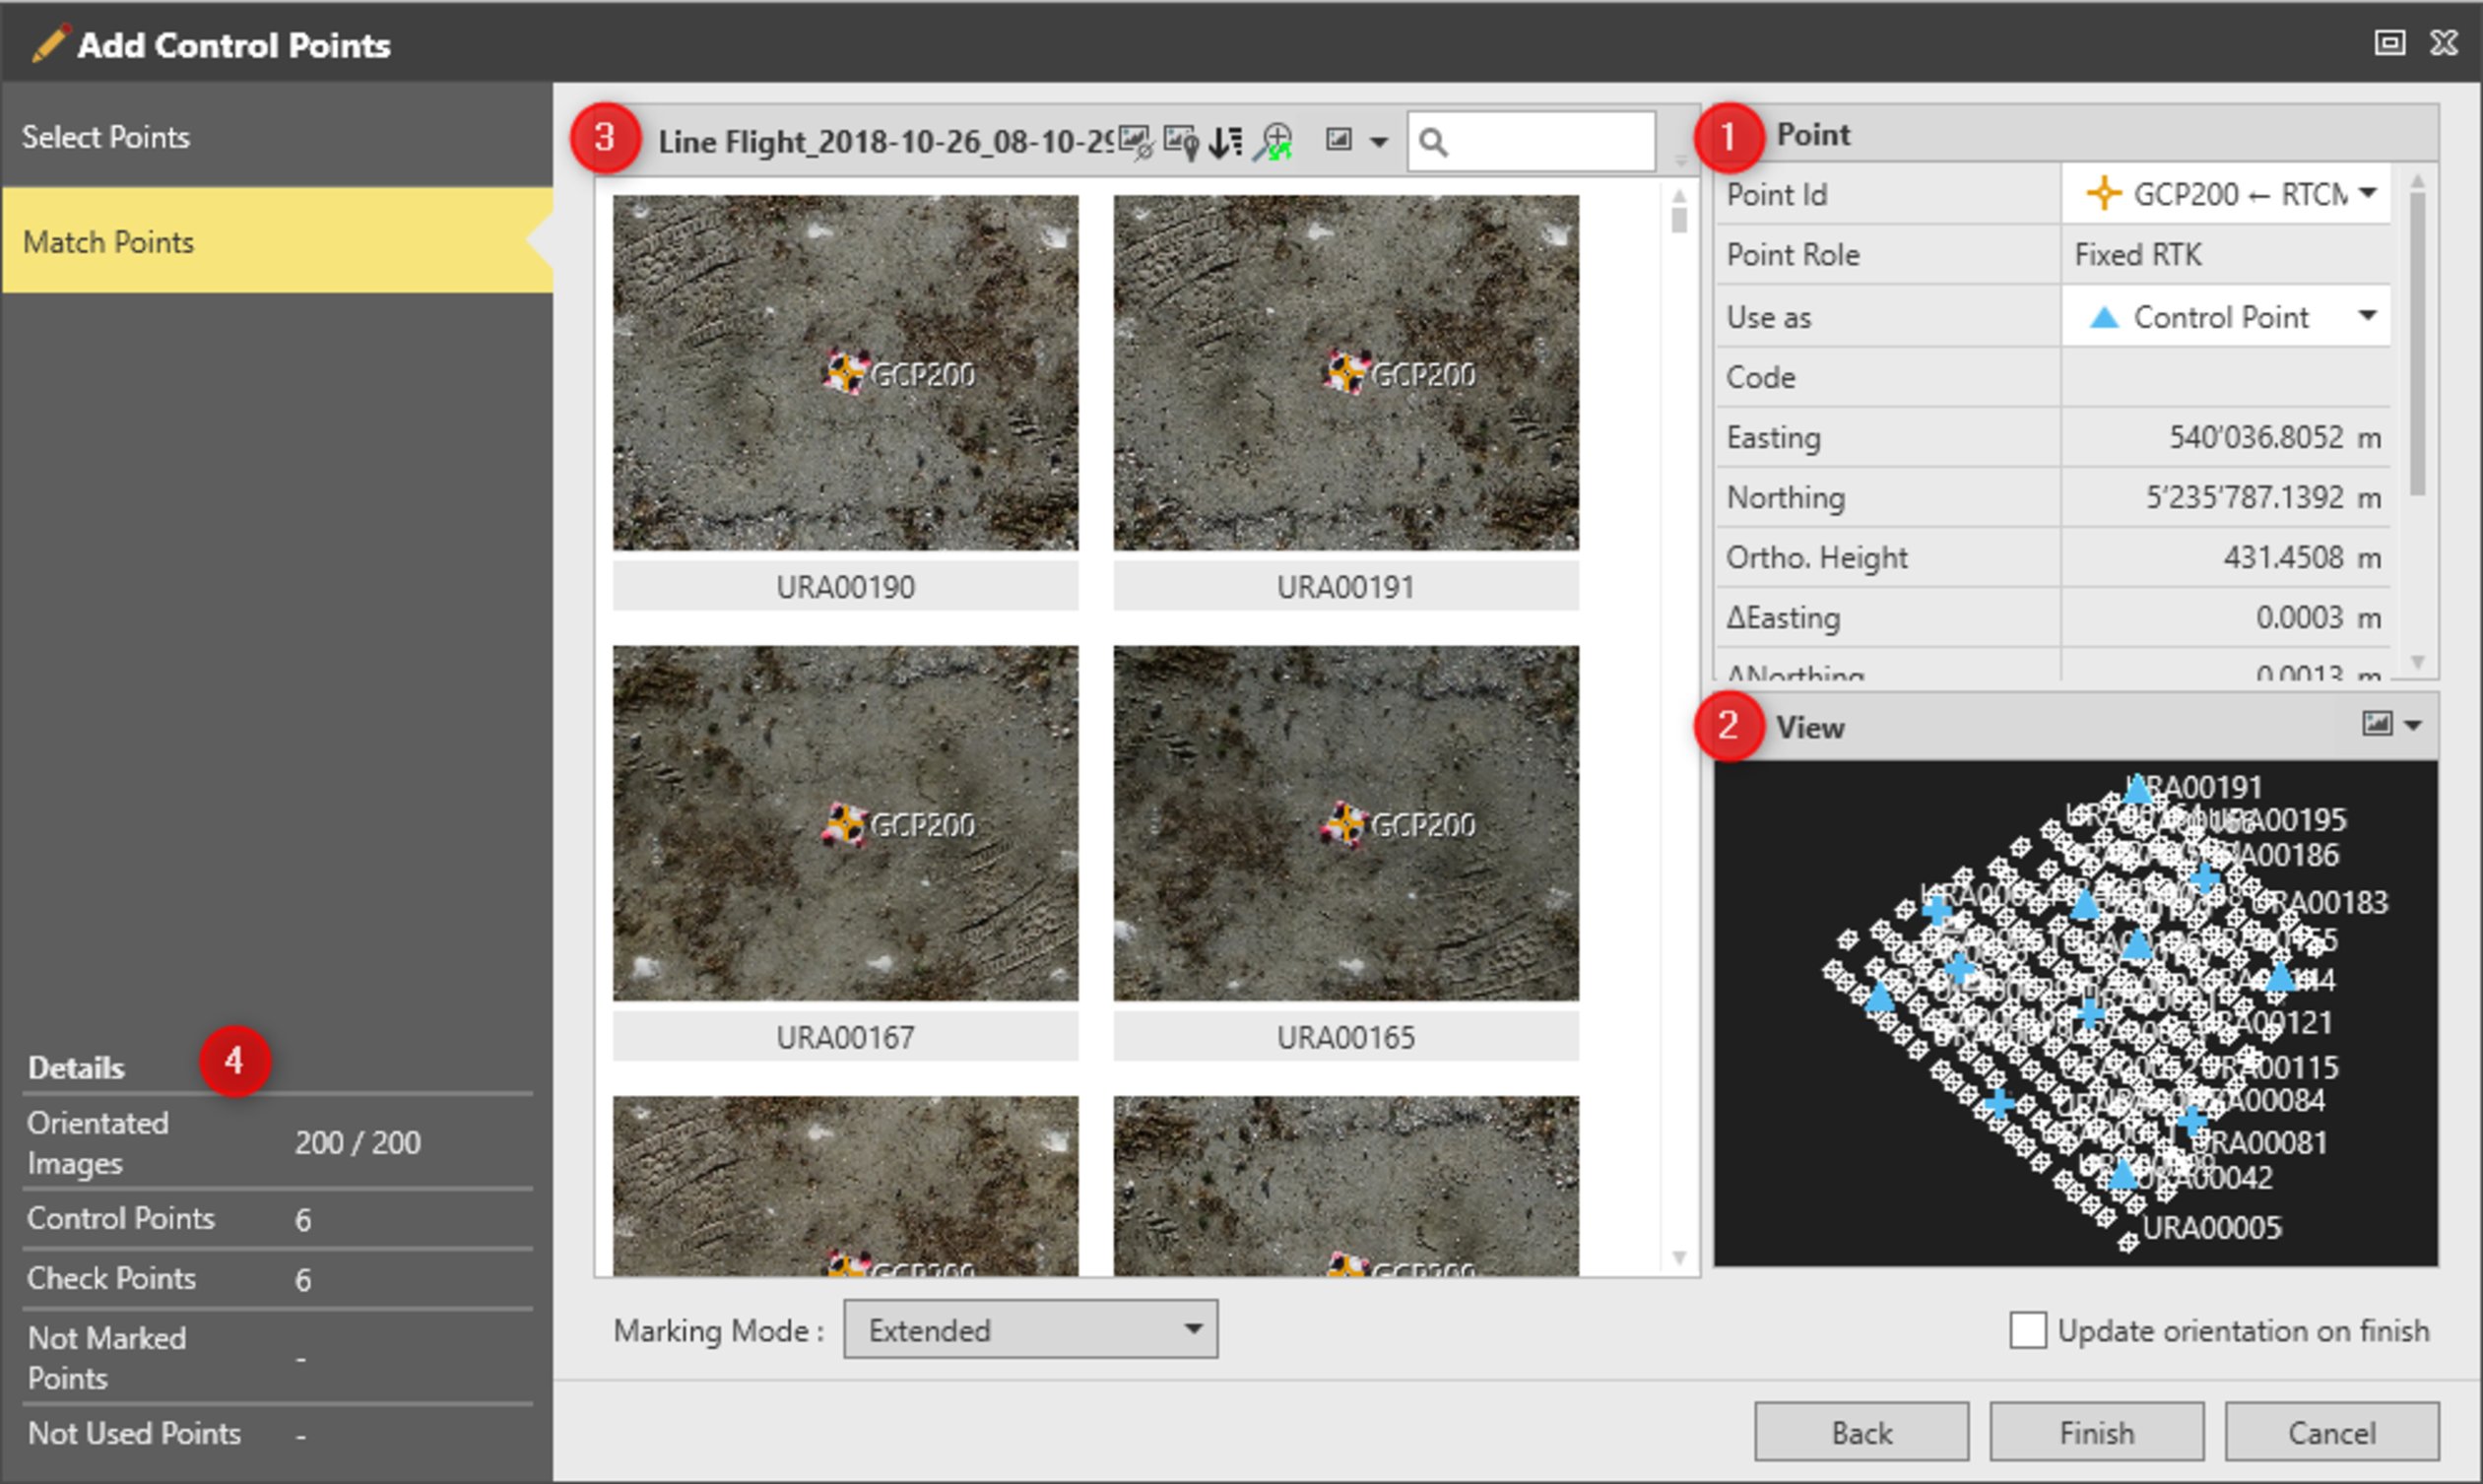 Add Control Points
Select Points
Match Points
3
Line Flight_2018-10-26_08-10-29
GCP200
GCP200
URA00190
URA00191
GCP200
GCP200
URA00167
URA00165
GCP200
GCP200
Marking Mode :
Extended
1
Point
Point Id
GCP200 ← RTCM
Point Role
Fixed RTK
Use as
Control Point
Code
Easting
540'036.8052 m
Northing
5'235'787.1392 m
Ortho. Height
431.4508 m
ΔEasting
0.0003 m
ΔNorthing
0.0013 m
2
View
URA00191
URA00195
URA00186
URA00183
URA00121
URA00115
URA00084
URA00081
URA00042
URA00005
Update orientation on finish
4
Details
Orientated
Images
200 / 200
Control Points
6
Check Points
6
Not Marked
Points
-
Not Used Points
-
Back
Finish
Cancel